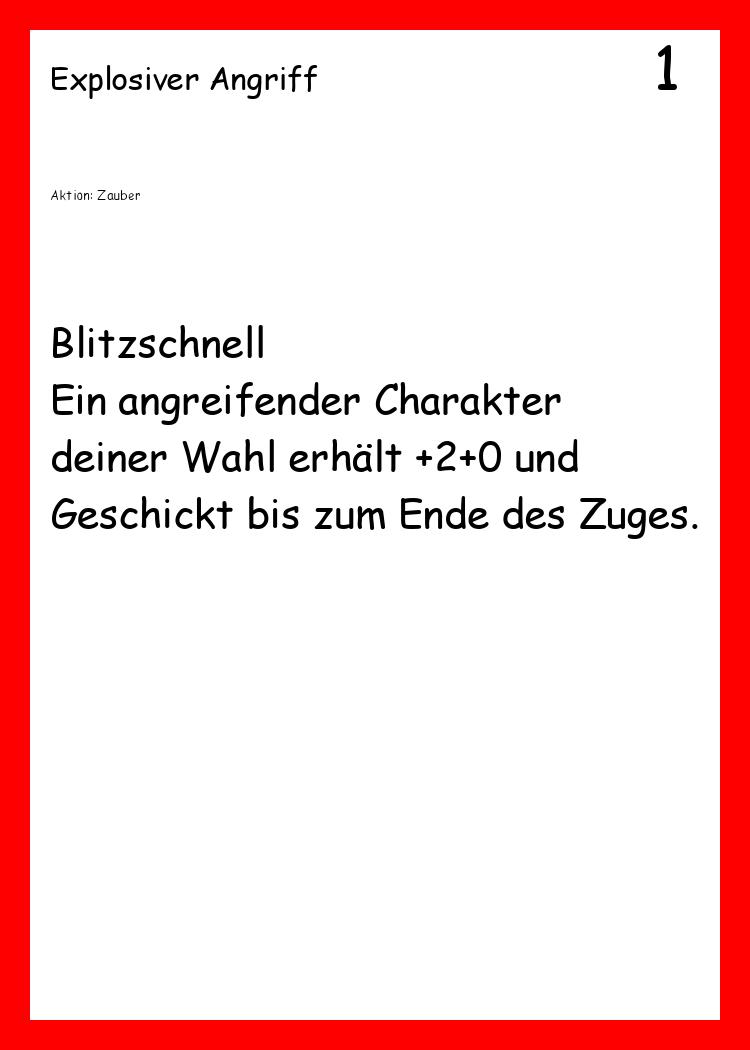 Explosiver Angriff
1
Aktion: Zauber
Blitzschnell
Ein angreifender Charakter
deiner Wahl erhält +2+0 und
Geschickt bis zum Ende des Zuges.